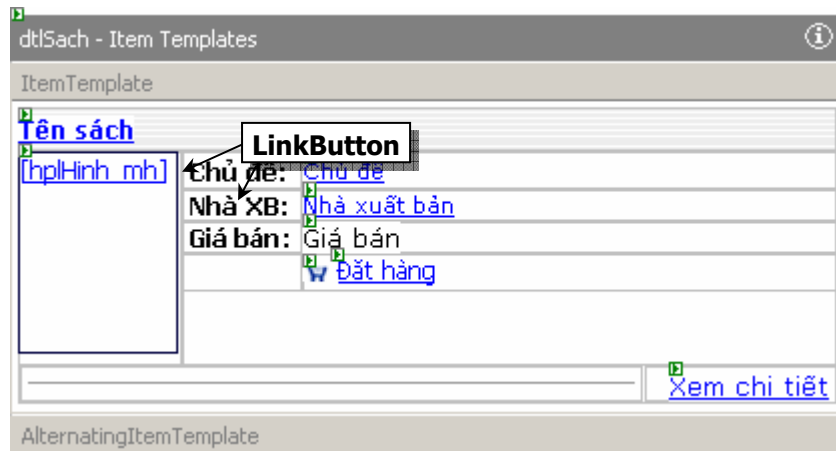 dtlSach - Item Templates
ItemTemplate
Tên sách
LinkButton
[hplHinh_mh]
Chủ đề: Chủ đề
Nhà XB: Nhà xuất bản
Giá bán: Giá bán
Đặt hàng
Xem chi tiết
AlternatingItemTemplate